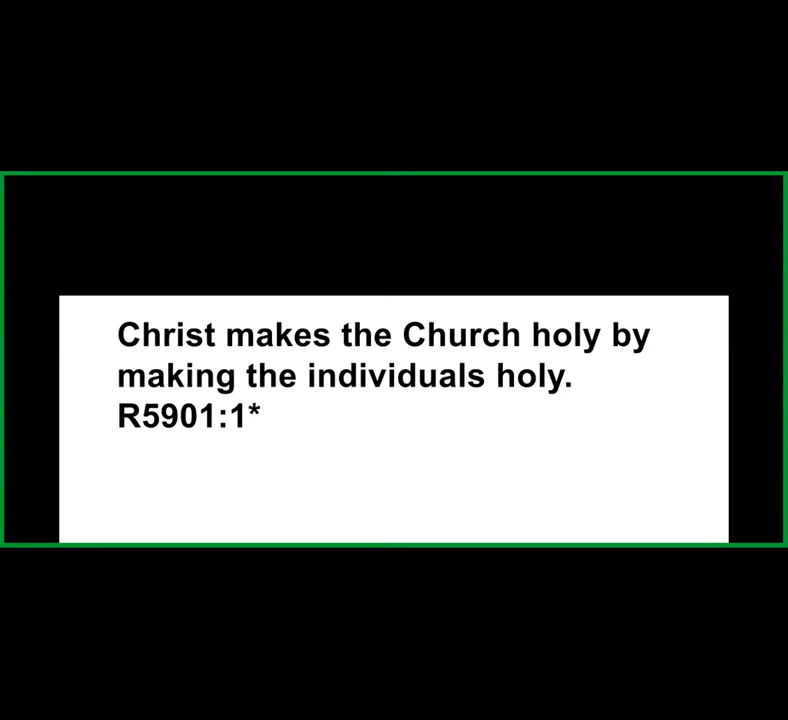 Christ makes the Church holy by
making the individuals holy.
R5901:1*